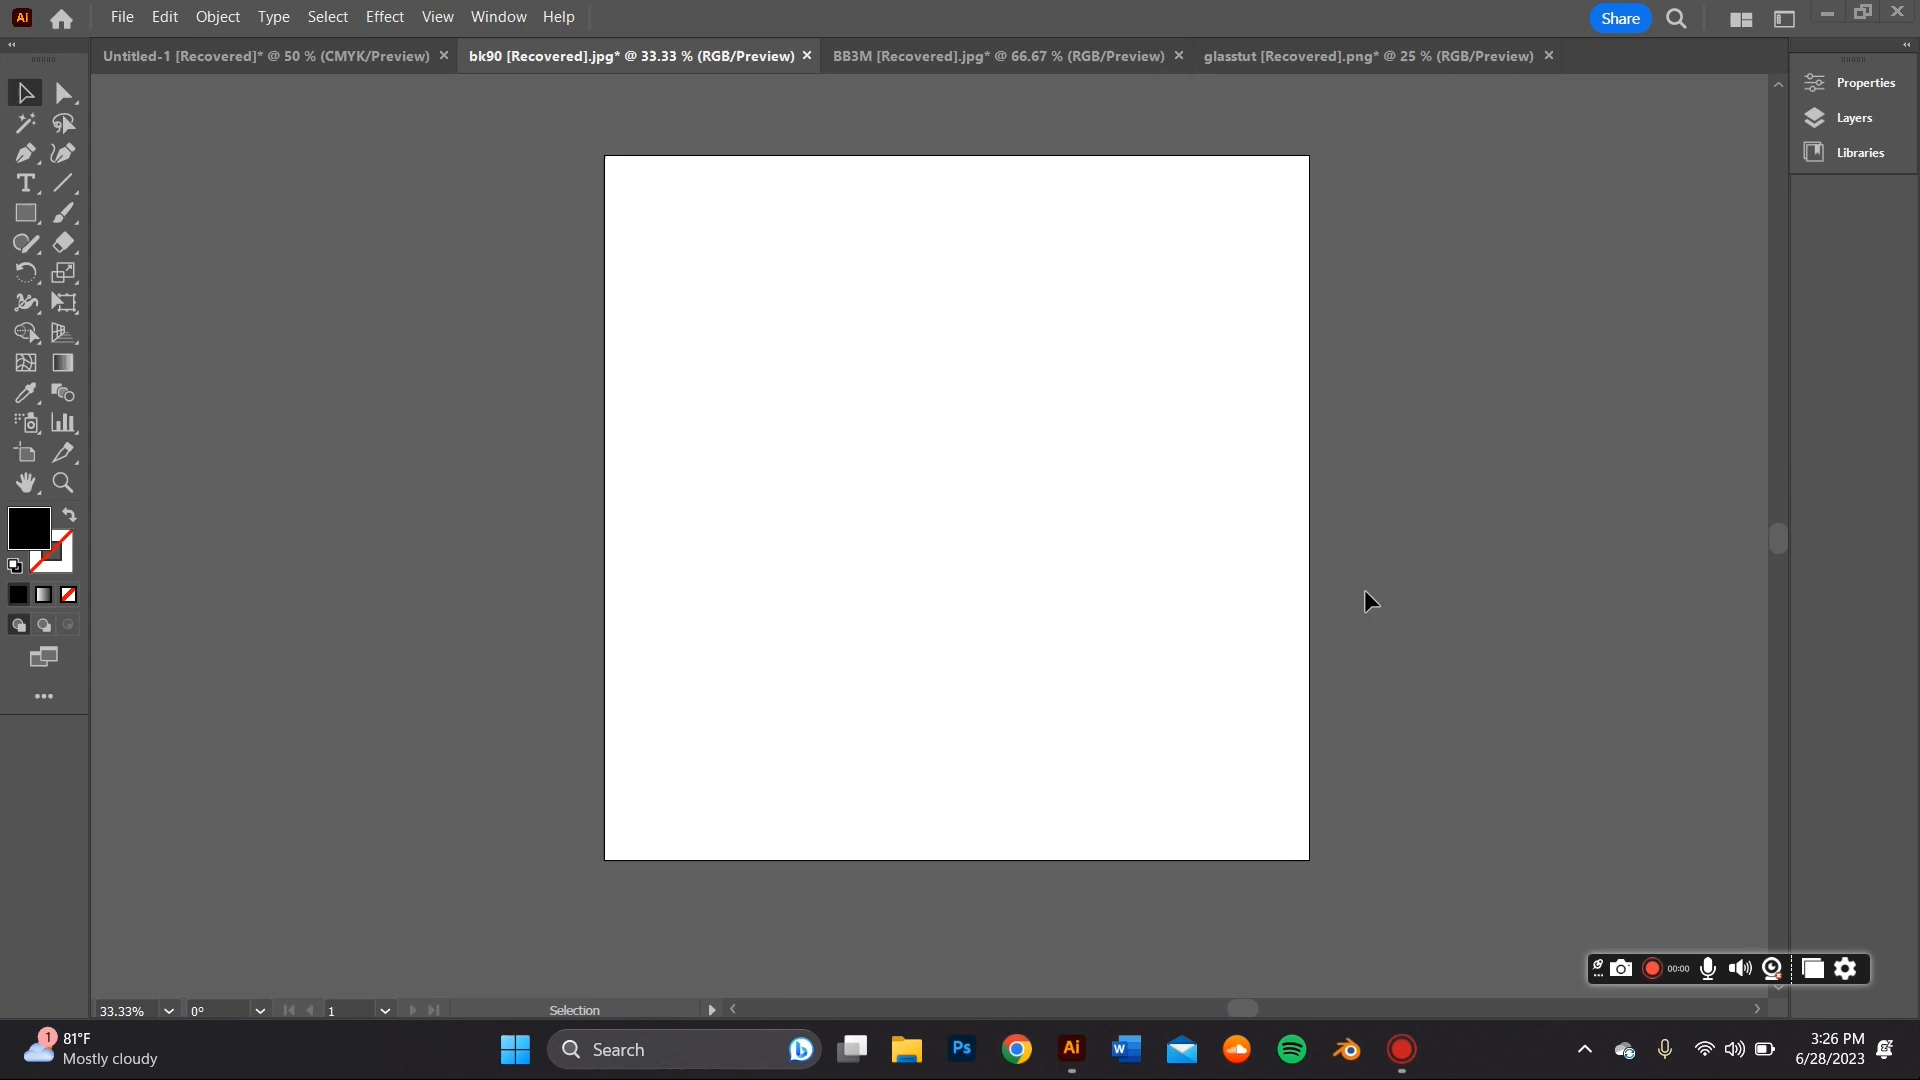 Ai File Edit Object Type Select Effect View Window Help Share
Untitled-1 [Recovered]* @ 50 % (CMYK/Preview) bk90 [Recovered].jpg* @ 33.33 % (RGB/Preview) BB3M [Recovered].jpg* @ 66.67 % (RGB/Preview) glasstut [Recovered].png* @ 25 % (RGB/Preview)
Properties
Layers
Libraries
00:00
33.33% 0° 1 Selection
1 81°F
Mostly cloudy
Search
Ps
Ai
W
3:26 PM
6/28/2023